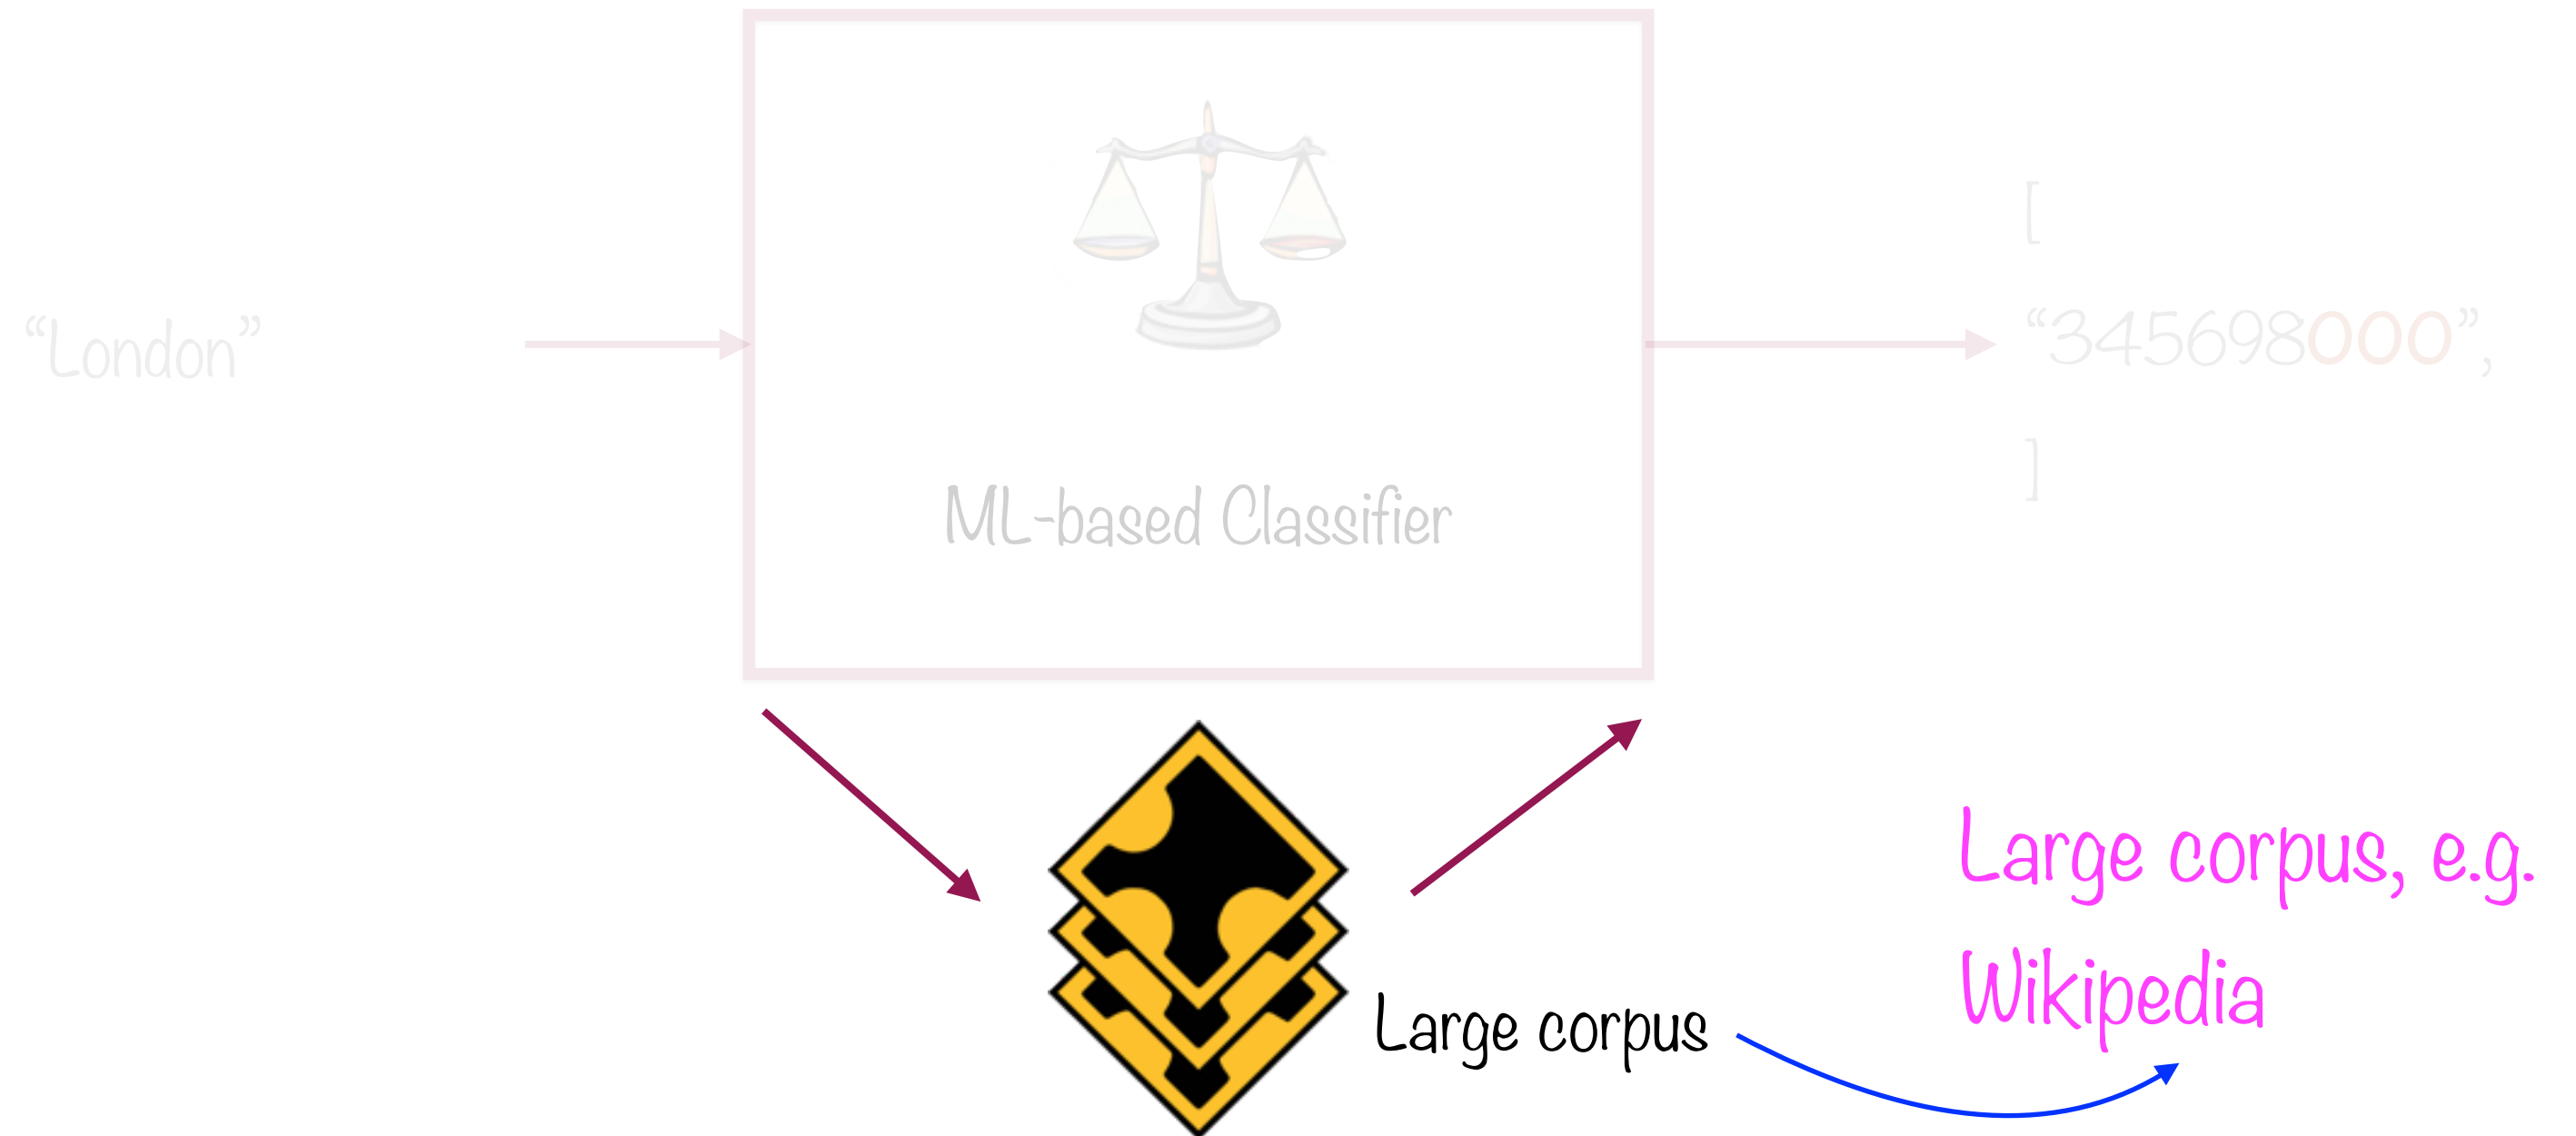 “London”
ML-based Classifier
[
“345698000”,
]
Large corpus
Large corpus, e.g.
Wikipedia